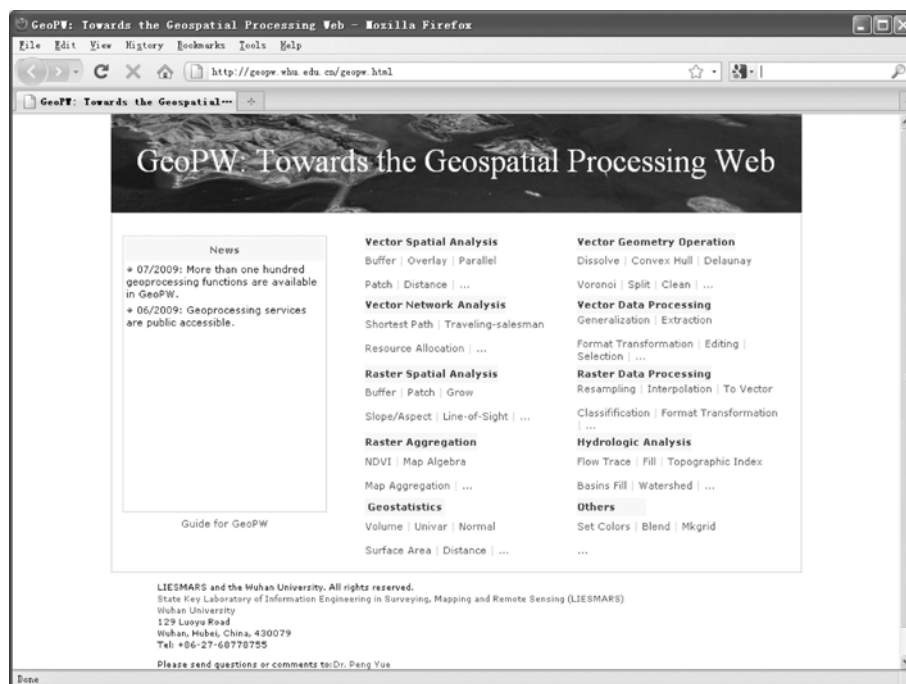 GeoPW: Towards the Geospatial Processing Web - Mozilla Firefox
File Edit View History Bookmarks Tools Help
http://geopw.whu.edu.cn/geopw.html
GeoPW: Towards the Geospatial...
GeoPW: Towards the Geospatial Processing Web
News
07/2009: More than one hundred
geoprocessing functions are available
in GeoPW.
06/2009: Geoprocessing services
are public accessible.
Guide for GeoPW
Vector Spatial Analysis
Buffer | Overlay | Parallel
Patch | Distance | ...
Vector Network Analysis
Shortest Path | Traveling-salesman
Resource Allocation | ...
Raster Spatial Analysis
Buffer | Patch | Grow
Slope/Aspect | Line-of-Sight | ...
Raster Aggregation
NDVI | Map Algebra
Map Aggregation | ...
Geostatistics
Volume | Univar | Normal
Surface Area | Distance | ...
Vector Geometry Operation
Dissolve | Convex Hull | Delaunay
Voronoi | Split | Clean | ...
Vector Data Processing
Generalization | Extraction
Format Transformation | Editing |
Selection | ...
Raster Data Processing
Resampling | Interpolation | To Vector
Classifification | Format Transformation
| ...
Hydrologic Analysis
Flow Trace | Fill | Topographic Index
Basins Fill | Watershed | ...
Others
Set Colors | Blend | Mkgrid
...
LIESMARS and the Wuhan University. All rights reserved.
State Key Laboratory of Information Engineering in Surveying, Mapping and Remote Sensing (LIESMARS)
Wuhan University
129 Luoyu Road
Wuhan, Hubei, China, 430079
Tel: +86-27-68778755
Please send questions or comments to:Dr. Peng Yue
Done